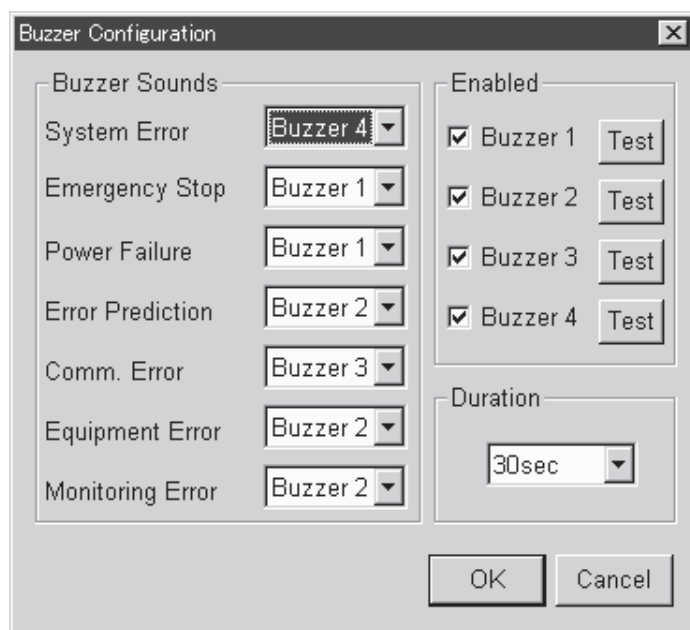 Buzzer Configuration
Buzzer Sounds
System Error Buzzer 4
Emergency Stop Buzzer 1
Power Failure Buzzer 1
Error Prediction Buzzer 2
Comm. Error Buzzer 3
Equipment Error Buzzer 2
Monitoring Error Buzzer 2
Enabled
Buzzer 1 Test
Buzzer 2 Test
Buzzer 3 Test
Buzzer 4 Test
Duration
30sec
OK Cancel